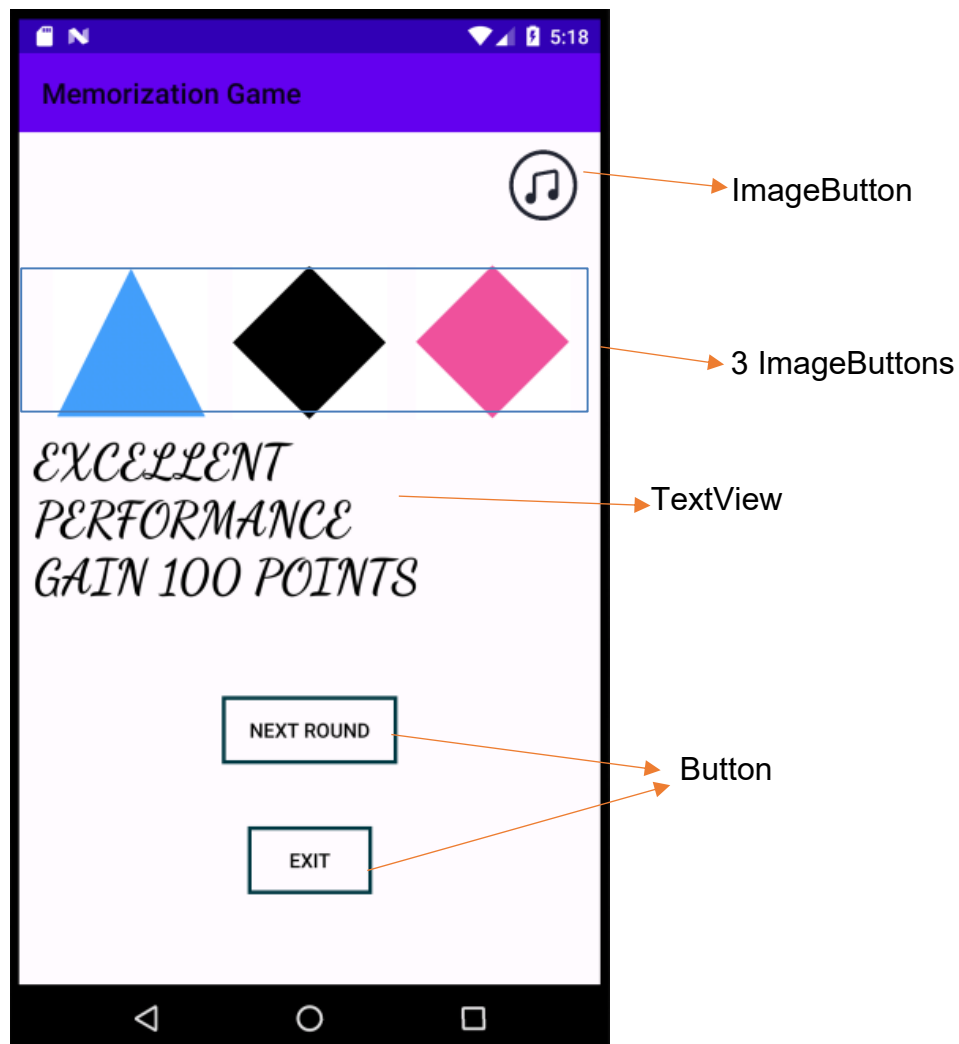 5:18
Memorization Game
ImageButton
3 ImageButtons
EXCELLENT
PERFORMANCE
GAIN 100 POINTS
TextView
NEXT ROUND
Button
EXIT